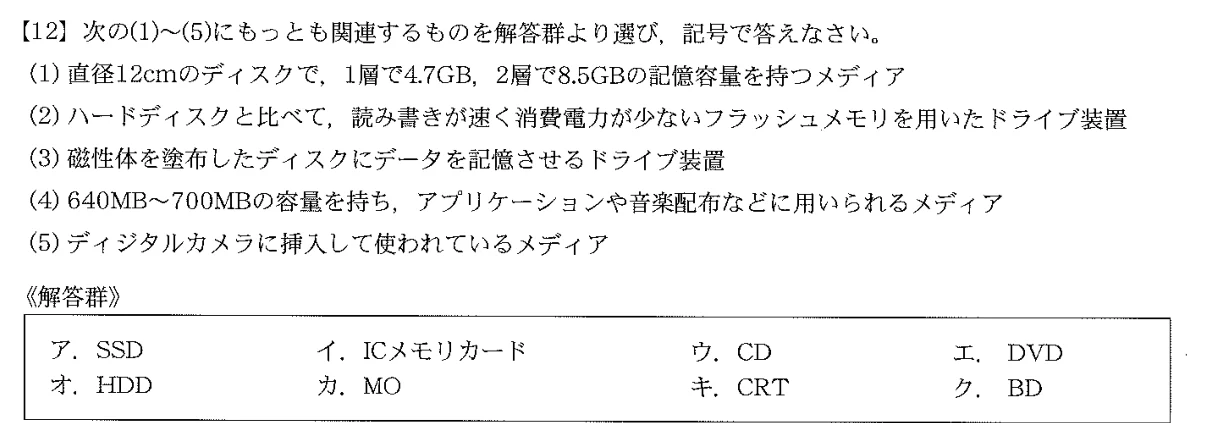 【12】次の(1)～(5)にもっとも関連するものを解答群より選び，記号で答えなさい。
(1) 直径12cmのディスクで，1層で4.7GB，2層で8.5GBの記憶容量を持つメディア
(2) ハードディスクと比べて，読み書きが速く消費電力が少ないフラッシュメモリを用いたドライブ装置
(3) 磁性体を塗布したディスクにデータを記憶させるドライブ装置
(4) 640MB～700MBの容量を持ち，アプリケーションや音楽配布などに用いられるメディア
(5) ディジタルカメラに挿入して使われているメディア
《解答群》
ア．SSD イ．ICメモリカード ウ．CD エ．DVD
オ．HDD カ．MO キ．CRT ク．BD